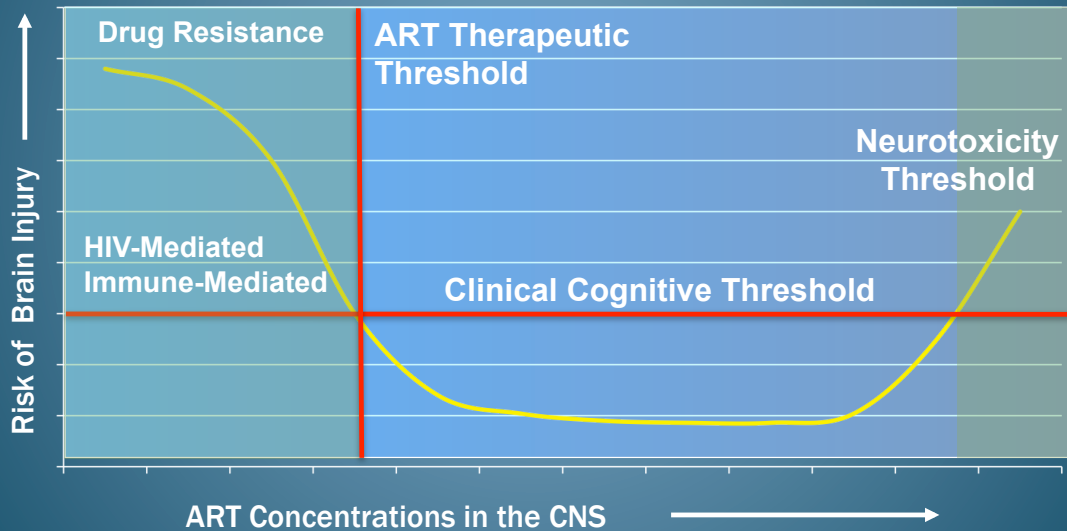 Drug Resistance
ART Therapeutic
Threshold
Neurotoxicity
Threshold
HIV-Mediated
Immune-Mediated
Clinical Cognitive Threshold
Risk of Brain Injury
ART Concentrations in the CNS